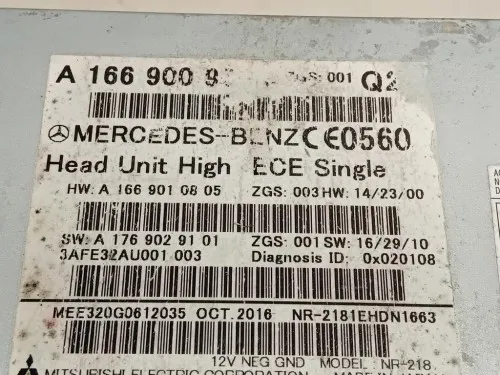 A 166 900 9 ZGS: 001 Q2
MERCEDES-BENZ CE0560
Head Unit High ECE Single
HW: A 166 901 08 05 ZGS: 003 HW: 14/23/00
SW: A 176 902 91 01 ZGS: 001 SW: 16/29/10
3AFE32AU001 003 Diagnosis ID: 0x020108
MEE320G0612035 OCT.2016 NR-2181EHDN1663
12V NEG GND MODEL: NR-218
MITSUBISHI ELECTRIC CORPORATION MADE IN